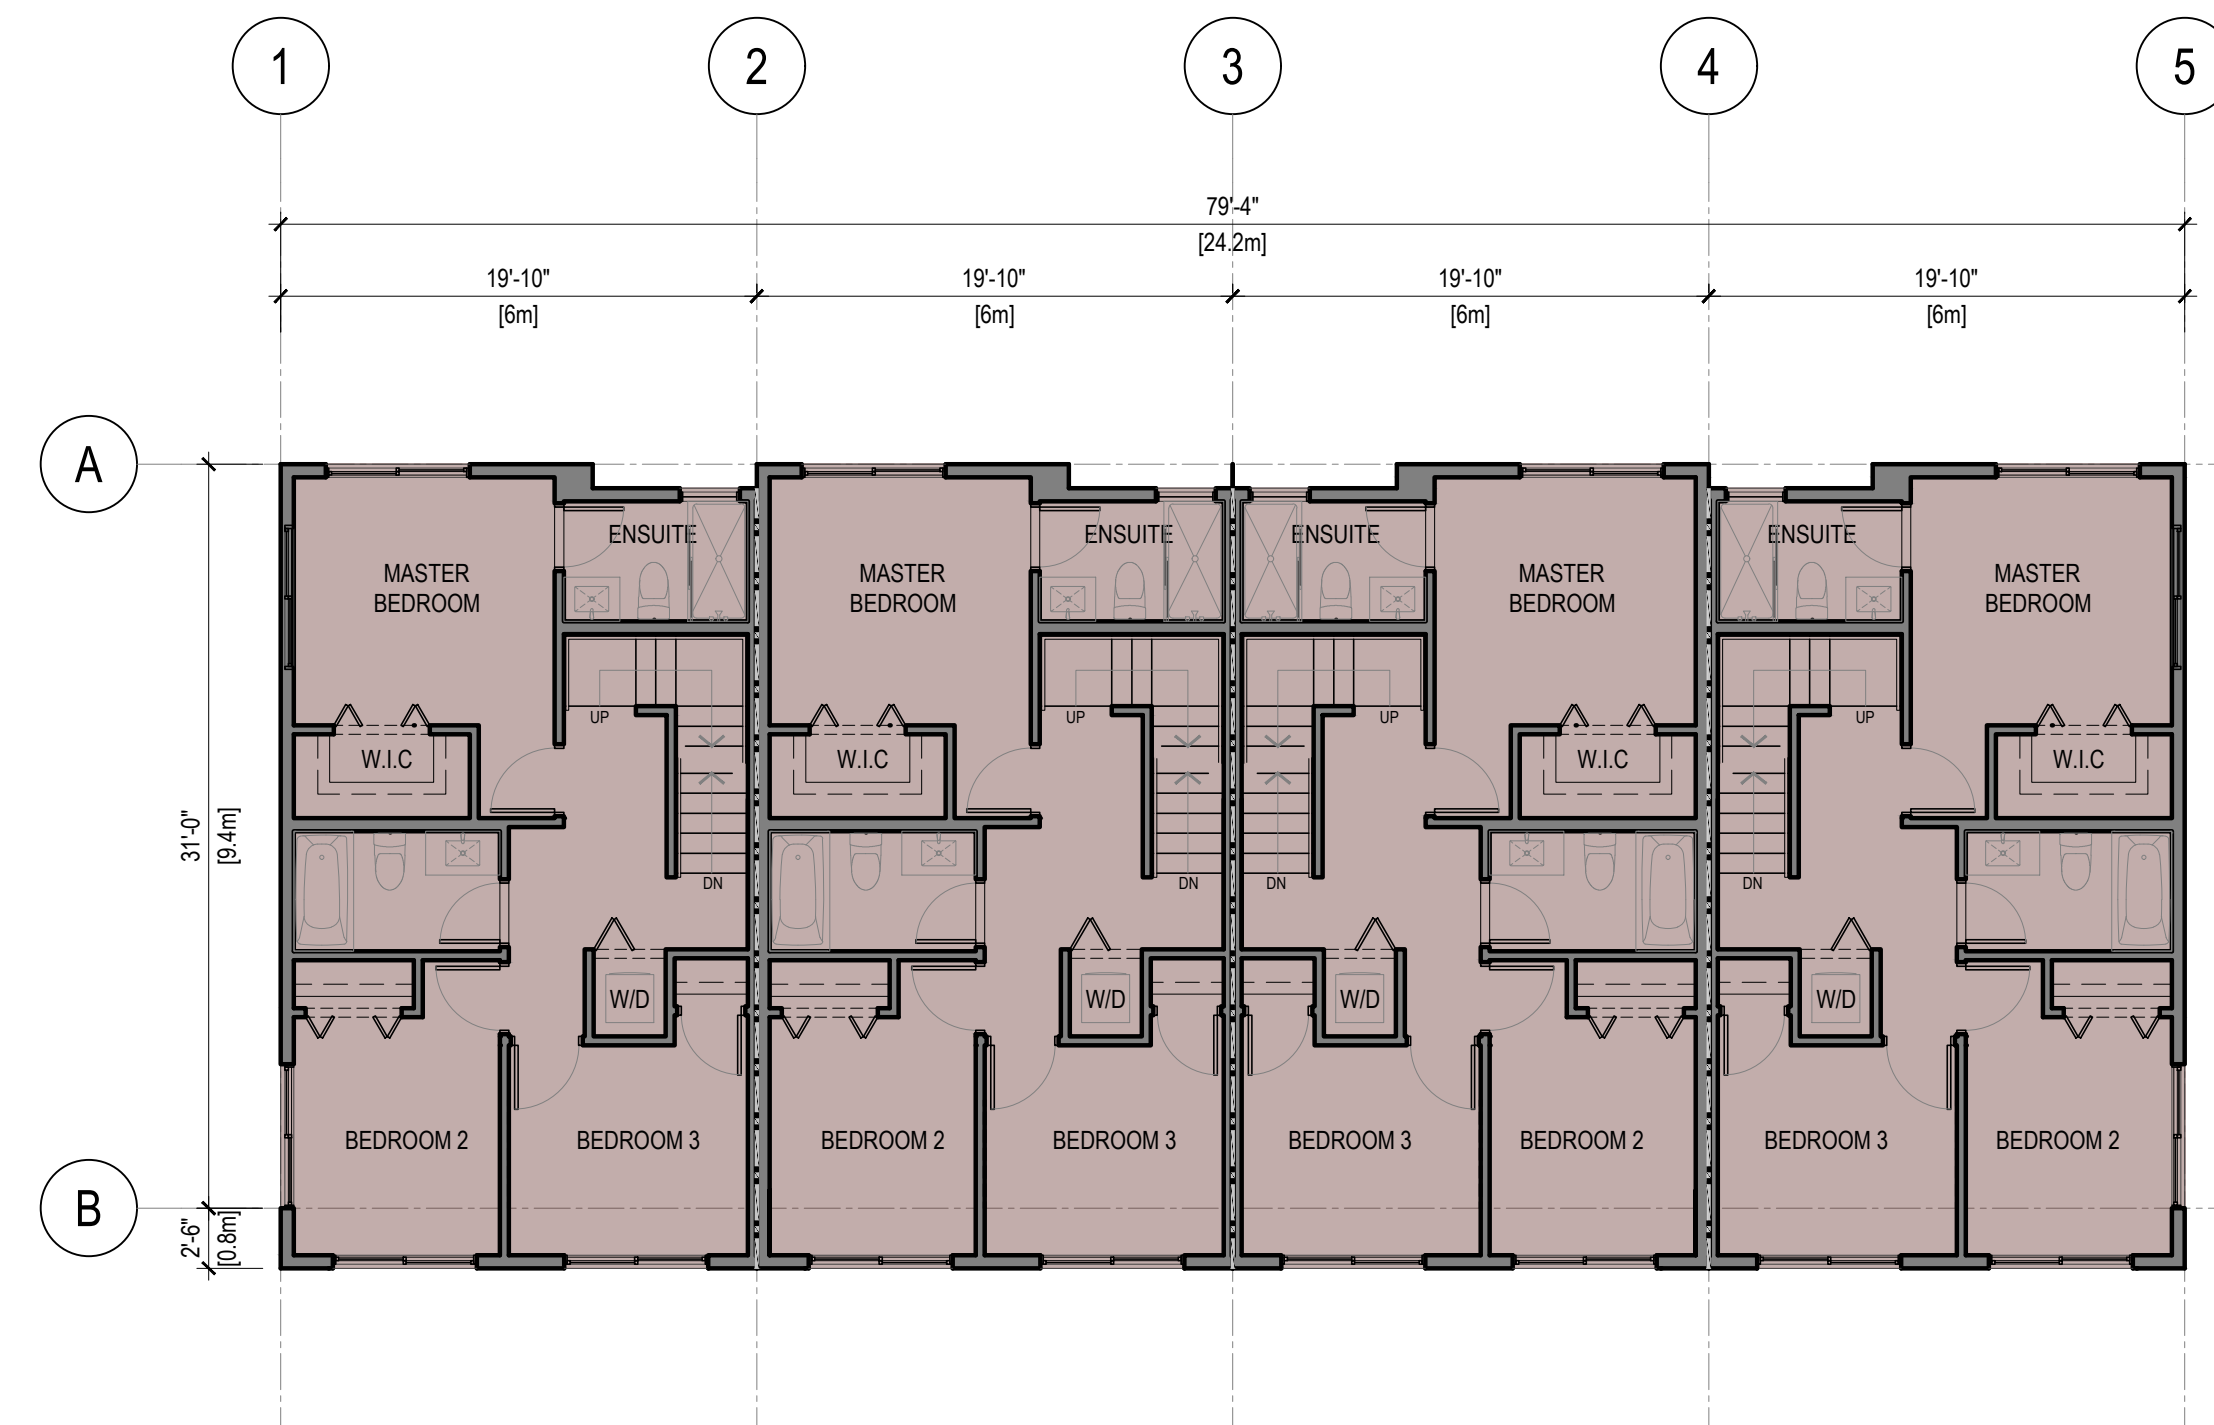 1
2
3
4
5
79'-4"
[24.2m]
19'-10"
19'-10"
19'-10"
19'-10"
[6m]
[6m]
[6m]
[6m]
A
ENSUITE
ENSUITE
ENSUITE
ENSUITE
MASTER
BEDROOM
MASTER
BEDROOM
MASTER
BEDROOM
MASTER
BEDROOM
UP
UP
UP
UP
W.I.C
W.I.C
W.I.C
W.I.C
31'-0"
[9.4m]
DN
DN
DN
DN
W/D
W/D
W/D
W/D
BEDROOM 2
BEDROOM 3
BEDROOM 2
BEDROOM 3
BEDROOM 3
BEDROOM 2
BEDROOM 3
BEDROOM 2
B
2'-6"
[0.8m]